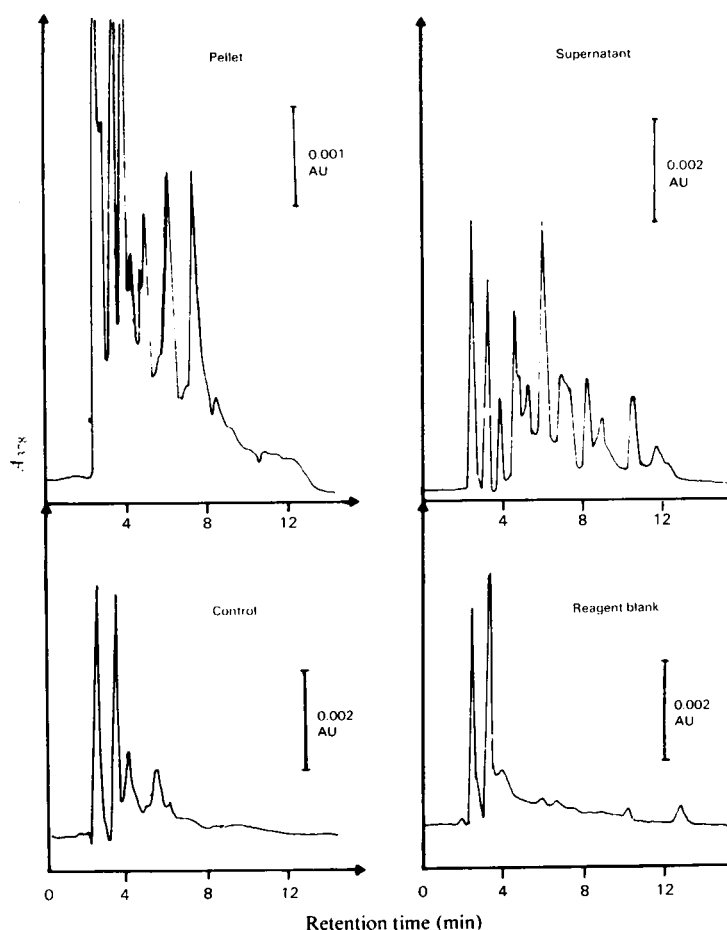 Pellet
0.001
AU
4
8
12
Supernatant
0.002
AU
4
8
12
Control
0.002
AU
0
4
8
12
Reagent blank
0.002
AU
0
4
8
12
Retention time (min)